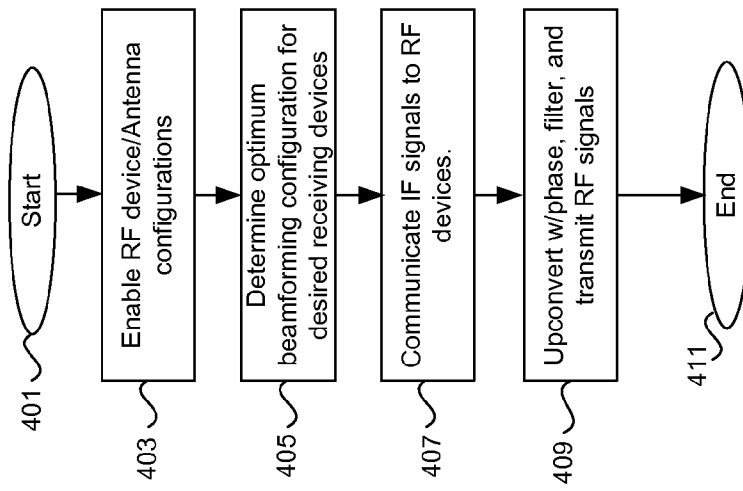 401
Start
403
Enable RF device/Antenna
configurations
405
Determine optimum
beamforming configuration for
desired receiving devices
407
Communicate IF signals to RF
devices.
409
Upconvert w/phase, filter, and
transmit RF signals
411
End